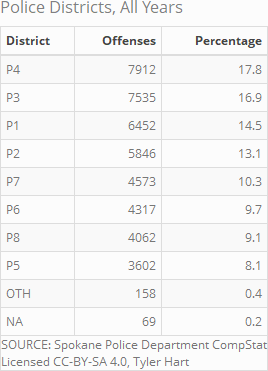 Police Districts, All Years
District Offenses Percentage
P4 7912 17.8
P3 7535 16.9
P1 6452 14.5
P2 5846 13.1
P7 4573 10.3
P6 4317 9.7
P8 4062 9.1
P5 3602 8.1
OTH 158 0.4
NA 69 0.2
SOURCE: Spokane Police Department CompStat
Licensed CC-BY-SA 4.0, Tyler Hart